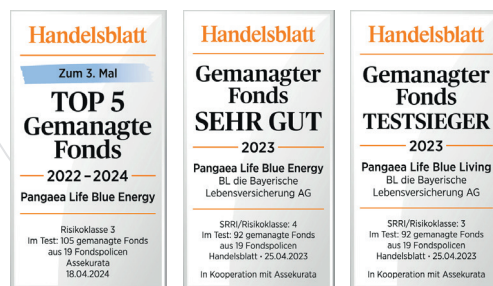 Handelsblatt
Zum 3. Mal
TOP 5
Gemanagte
Fonds
2022 – 2024
Pangaea Life Blue Energy
Risikoklasse 3
Im Test: 105 gemanagte Fonds
aus 19 Fondspolicen
Assekurata
18.04.2024
Handelsblatt
Gemanagter
Fonds
SEHR GUT
2023
Pangaea Life Blue Energy
BL die Bayerische
Lebensversicherung AG
SRRI/Risikoklasse: 4
Im Test: 92 gemanagte Fonds
aus 19 Fondspolicen
Handelsblatt • 25.04.2023
In Kooperation mit Assekurata
Handelsblatt
Gemanagter
Fonds
TESTSIEGER
2023
Pangaea Life Blue Living
BL die Bayerische
Lebensversicherung AG
SRRI/Risikoklasse: 3
Im Test: 92 gemanagte Fonds
aus 19 Fondspolicen
Handelsblatt • 25.04.2023
In Kooperation mit Assekurata